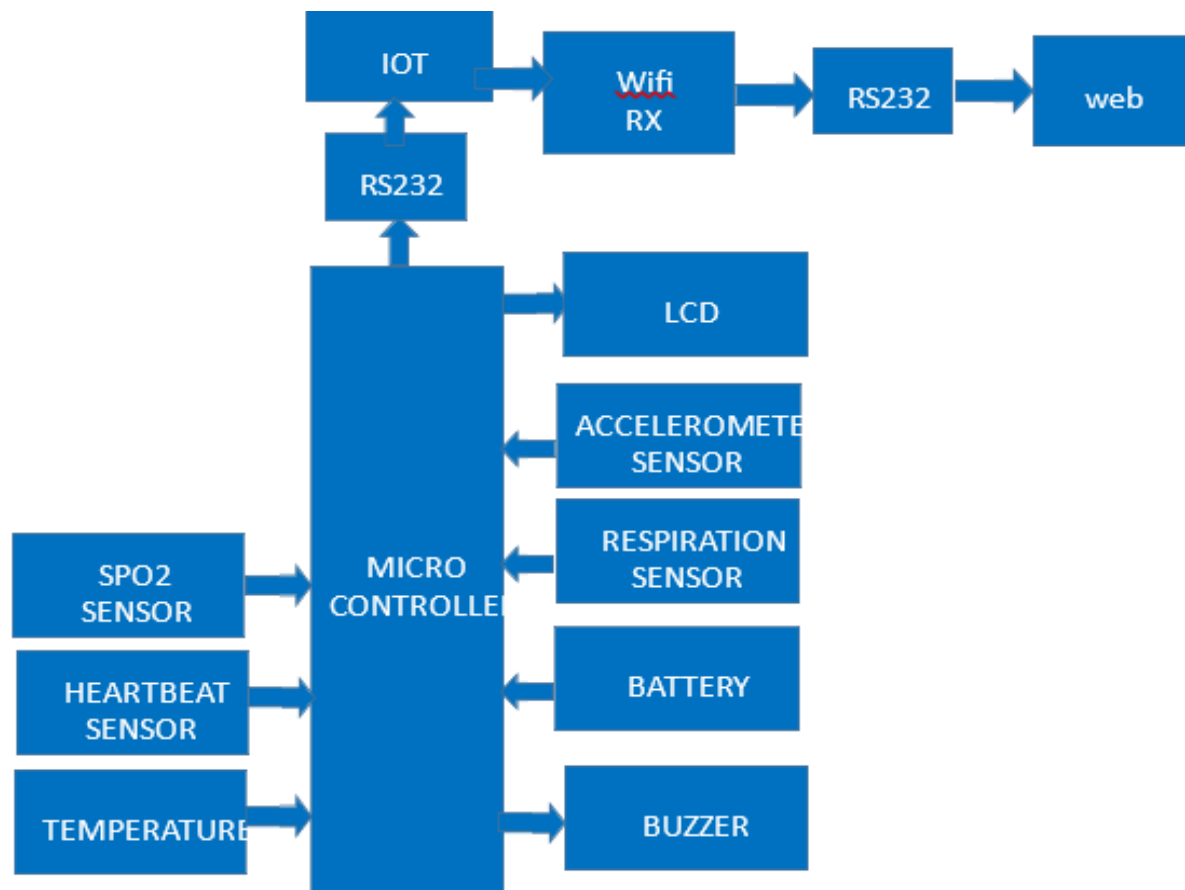 IOT
Wifi
RX
RS232
web
RS232
LCD
ACCELEROMETE
SENSOR
RESPIRATION
SENSOR
SPO2
SENSOR
MICRO
CONTROLLE
HEARTBEAT
SENSOR
BATTERY
TEMPERATURE
BUZZER